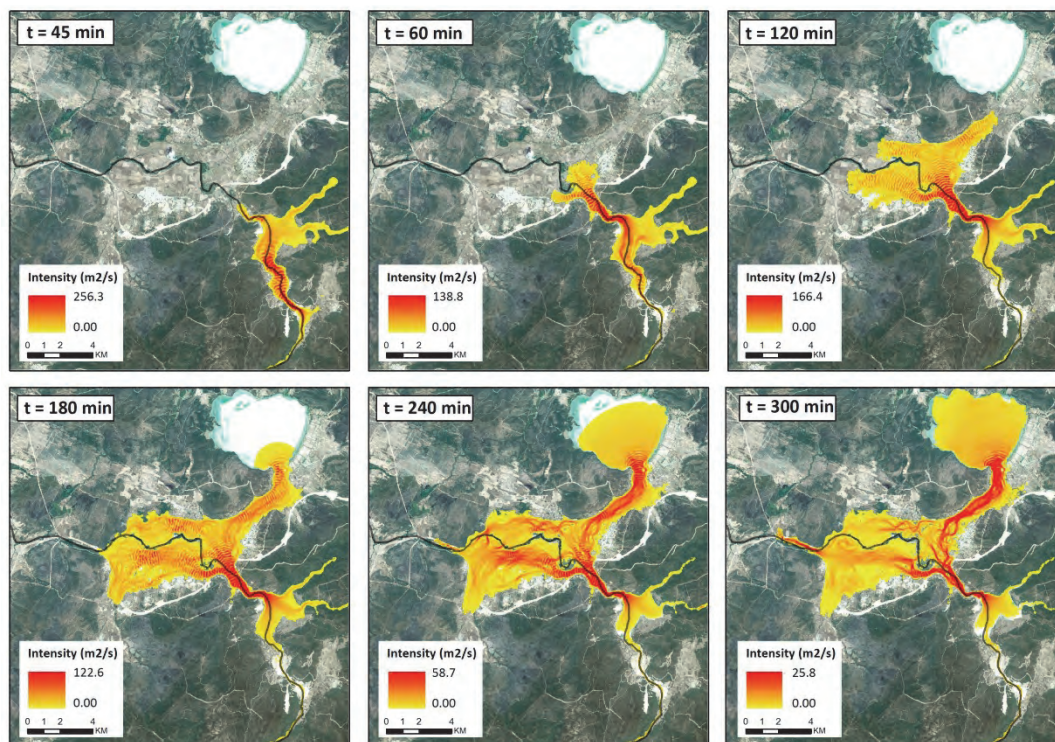 t = 45 min
Intensity (m2/s)
256.3
0.00
0 1 2 4
KM
t = 60 min
Intensity (m2/s)
138.8
0.00
0 1 2 4
KM
t = 120 min
Intensity (m2/s)
166.4
0.00
0 1 2 4
KM
t = 180 min
Intensity (m2/s)
122.6
0.00
0 1 2 4
KM
t = 240 min
Intensity (m2/s)
58.7
0.00
0 1 2 4
KM
t = 300 min
Intensity (m2/s)
25.8
0.00
0 1 2 4
KM